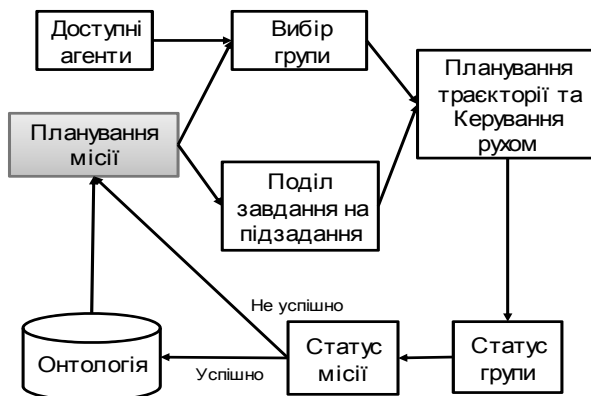 Доступні
агенти
Вибір
групи
Планування
траєкторії та
Керування
рухом
Планування
місії
Поділ
завдання на
підзадання
Не успішно
Онтологія
Успішно
Статус
місії
Статус
групи